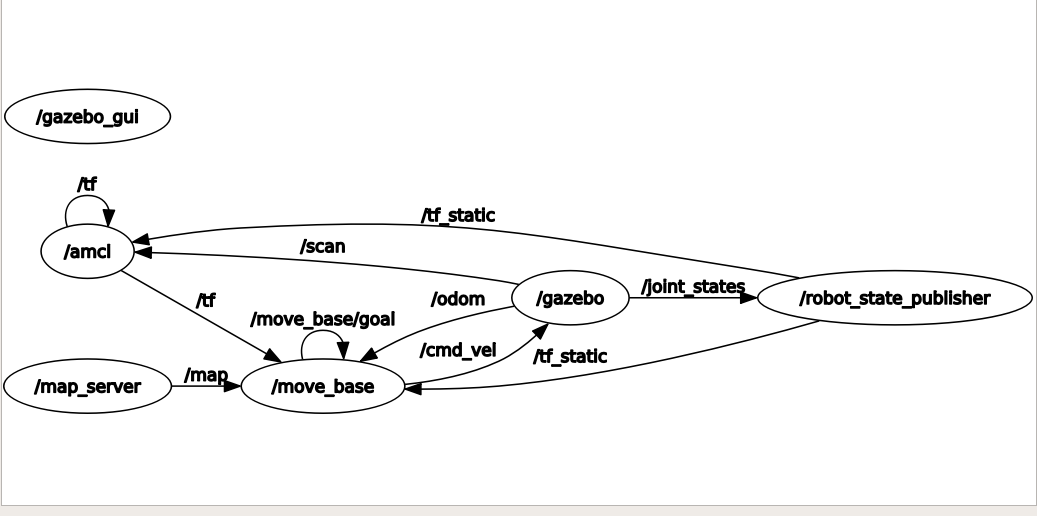 /gazebo_gui
/tf
/tf_static
/amcl
/scan
/joint_states
/tf
/odom
/gazebo
/robot_state_publisher
/move_base/goal
/cmd_vel
/tf_static
/map_server
/map
/move_base